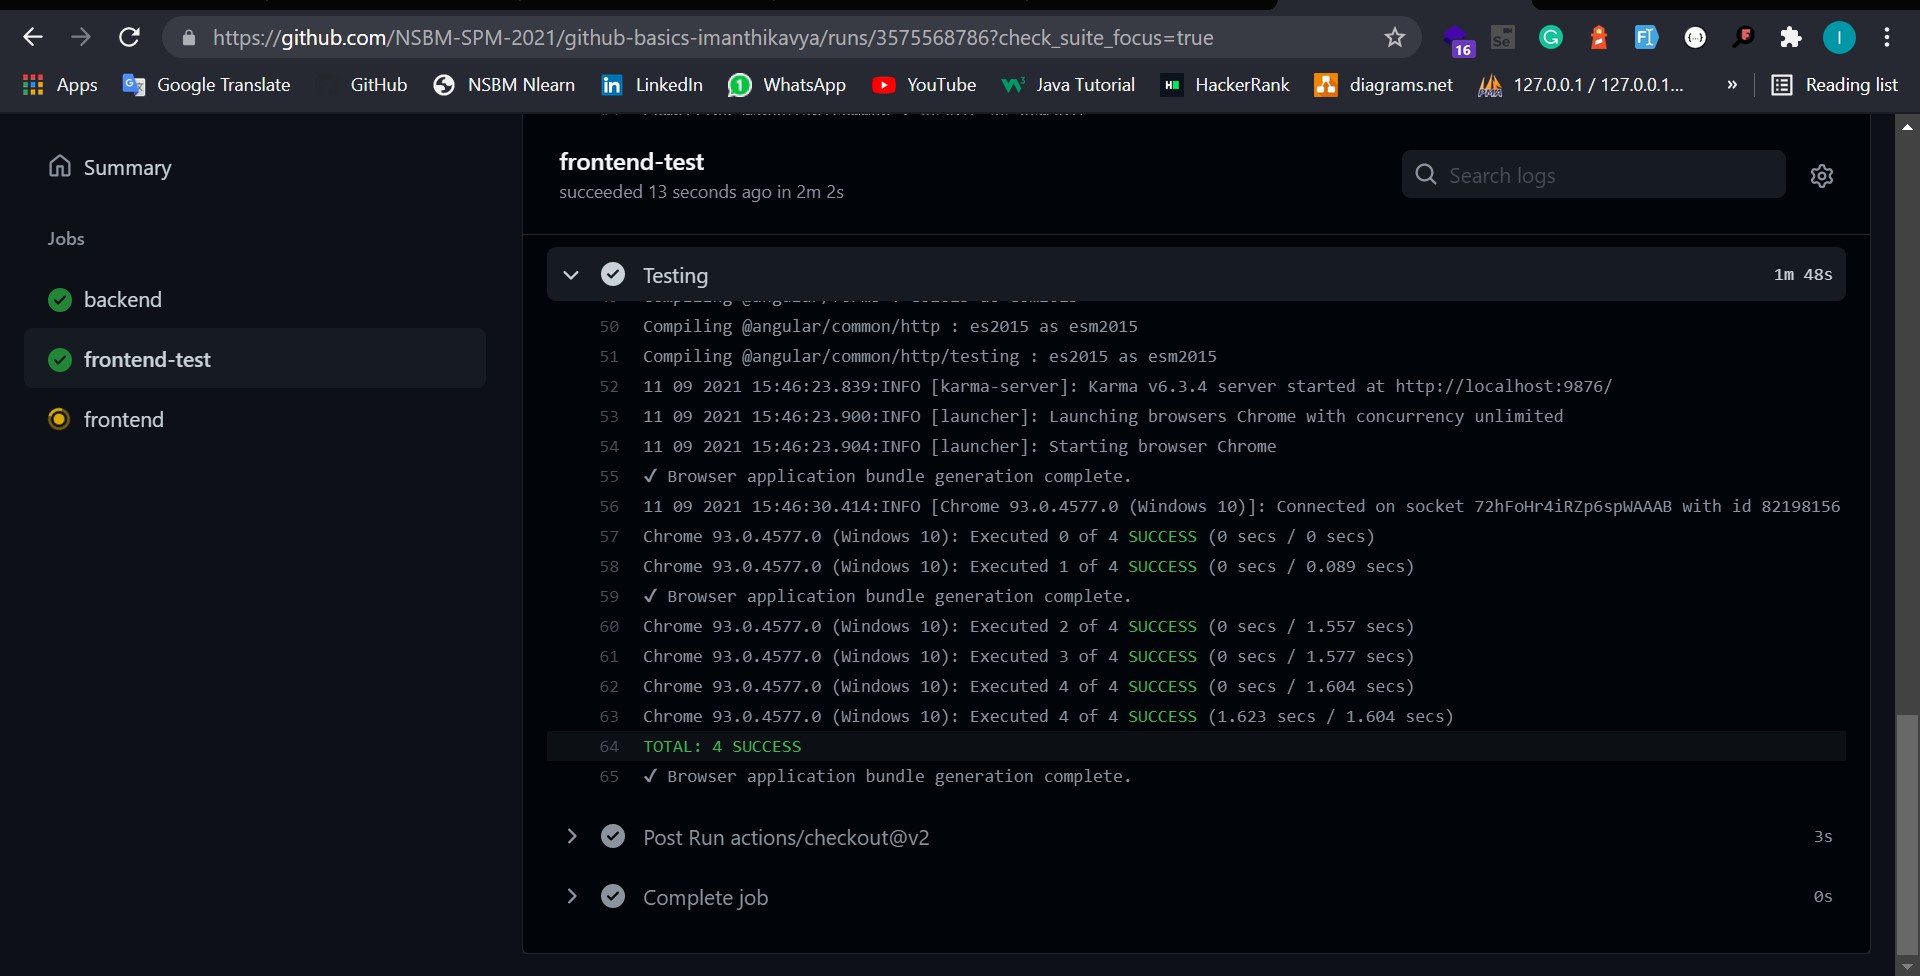 https://github.com/NSBM-SPM-2021/github-basics-imanthikavya/runs/3575568786?check_suite_focus=true
16
Se
I
Apps
Google Translate
GitHub
NSBM Nlearn
LinkedIn
1
WhatsApp
YouTube
Java Tutorial
HackerRank
diagrams.net
127.0.0.1 / 127.0.0.1...
»
Reading list
Summary
Jobs
backend
frontend-test
frontend
frontend-test
succeeded 13 seconds ago in 2m 2s
Search logs
Testing
1m 48s
50 Compiling @angular/common/http : es2015 as esm2015
51 Compiling @angular/common/http/testing : es2015 as esm2015
52 11 09 2021 15:46:23.839:INFO [karma-server]: Karma v6.3.4 server started at http://localhost:9876/
53 11 09 2021 15:46:23.900:INFO [launcher]: Launching browsers Chrome with concurrency unlimited
54 11 09 2021 15:46:23.904:INFO [launcher]: Starting browser Chrome
55 ✓ Browser application bundle generation complete.
56 11 09 2021 15:46:30.414:INFO [Chrome 93.0.4577.0 (Windows 10)]: Connected on socket 72hFoHr4iRZp6spWAAAB with id 82198156
57 Chrome 93.0.4577.0 (Windows 10): Executed 0 of 4 SUCCESS (0 secs / 0 secs)
58 Chrome 93.0.4577.0 (Windows 10): Executed 1 of 4 SUCCESS (0 secs / 0.089 secs)
59 ✓ Browser application bundle generation complete.
60 Chrome 93.0.4577.0 (Windows 10): Executed 2 of 4 SUCCESS (0 secs / 1.557 secs)
61 Chrome 93.0.4577.0 (Windows 10): Executed 3 of 4 SUCCESS (0 secs / 1.577 secs)
62 Chrome 93.0.4577.0 (Windows 10): Executed 4 of 4 SUCCESS (0 secs / 1.604 secs)
63 Chrome 93.0.4577.0 (Windows 10): Executed 4 of 4 SUCCESS (1.623 secs / 1.604 secs)
64 TOTAL: 4 SUCCESS
65 ✓ Browser application bundle generation complete.
Post Run actions/checkout@v2
3s
Complete job
0s